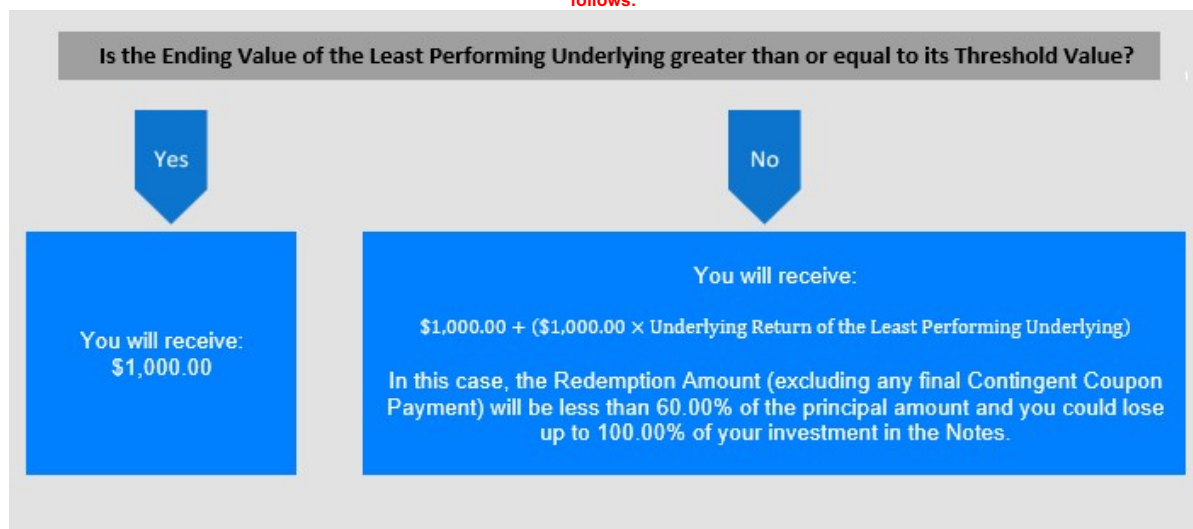 follows:
Is the Ending Value of the Least Performing Underlying greater than or equal to its Threshold Value?
Yes
No
You will receive:
$1,000.00
You will receive:
$1,000.00 + ($1,000.00 × Underlying Return of the Least Performing Underlying)
In this case, the Redemption Amount (excluding any final Contingent Coupon
Payment) will be less than 60.00% of the principal amount and you could lose
up to 100.00% of your investment in the Notes.